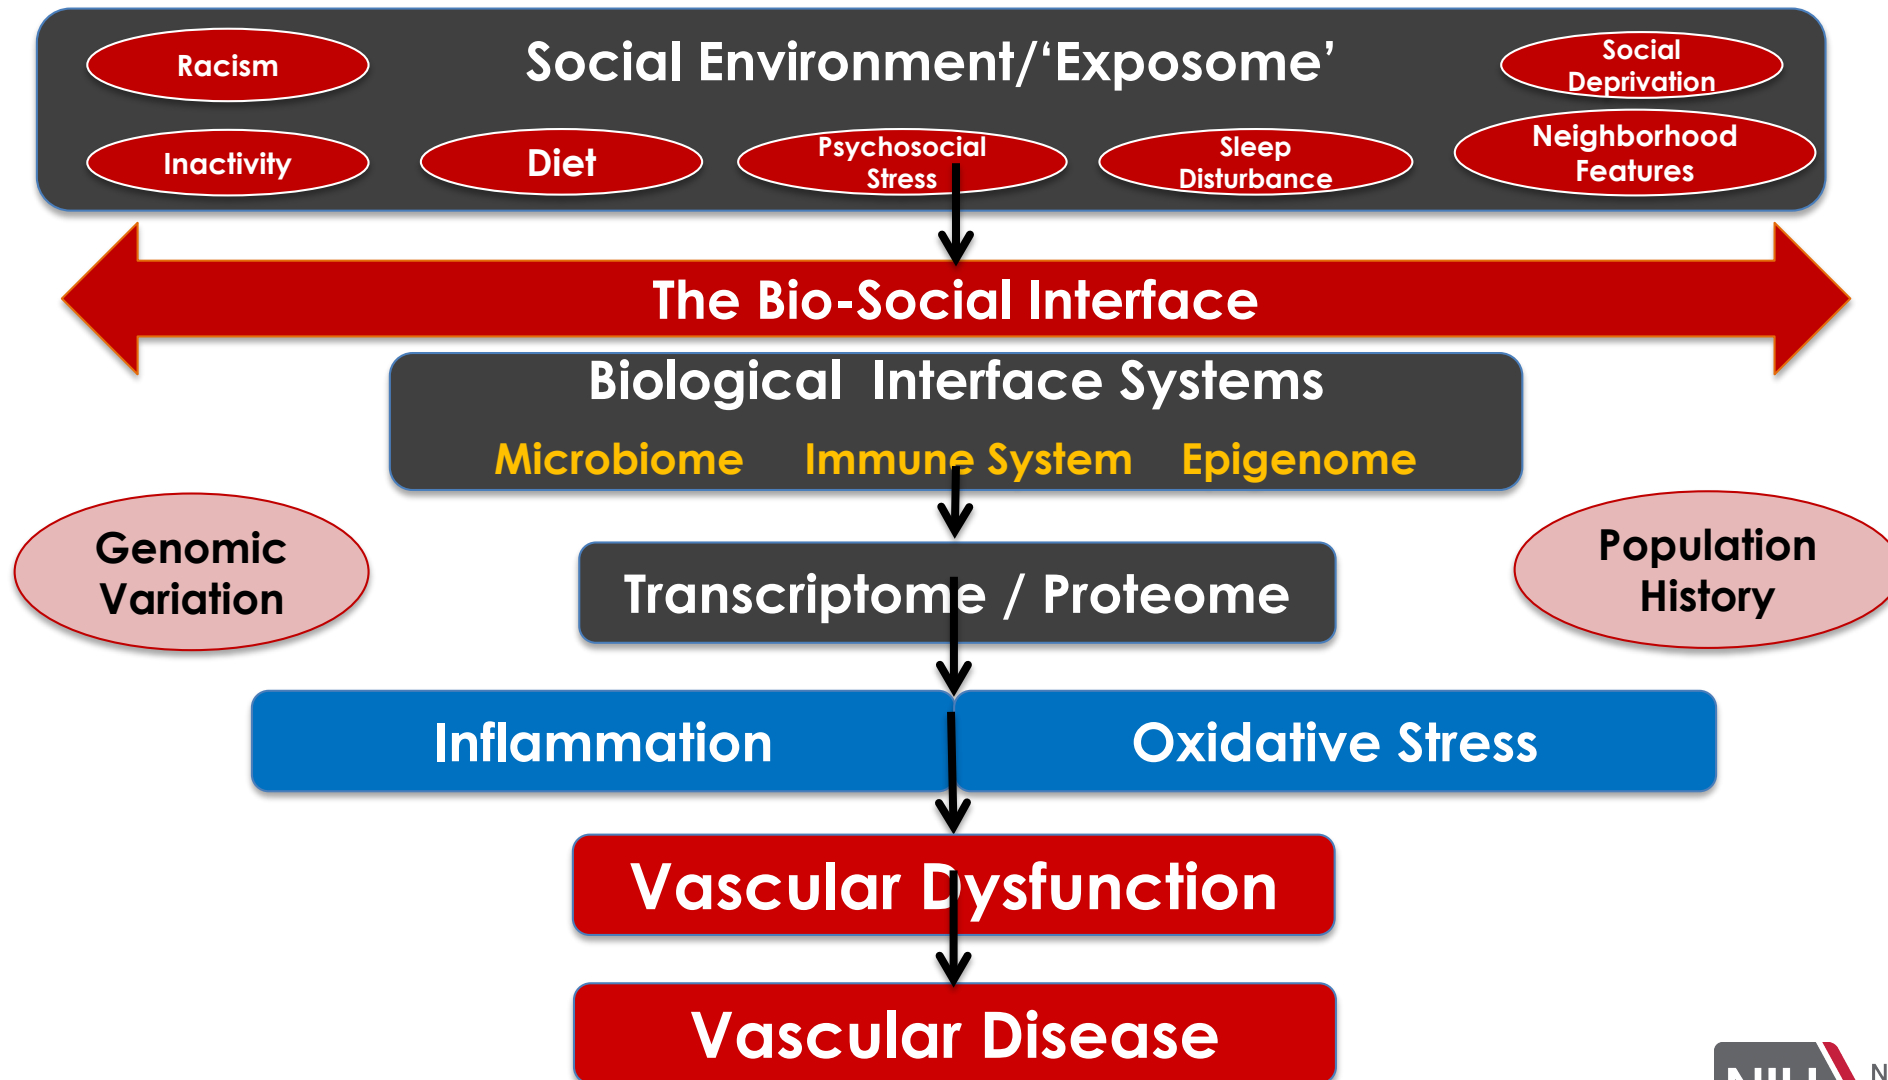 Social Environment/‘Exposome’
Racism
Social
Deprivation
Inactivity
Diet
Psychosocial
Stress
Sleep
Disturbance
Neighborhood
Features
The Bio-Social Interface
Biological  Interface Systems
Microbiome Immune System Epigenome
Genomic
Variation
Population
History
Transcriptome / Proteome
Inflammation
Oxidative Stress
Vascular Dysfunction
Vascular Disease
NIH